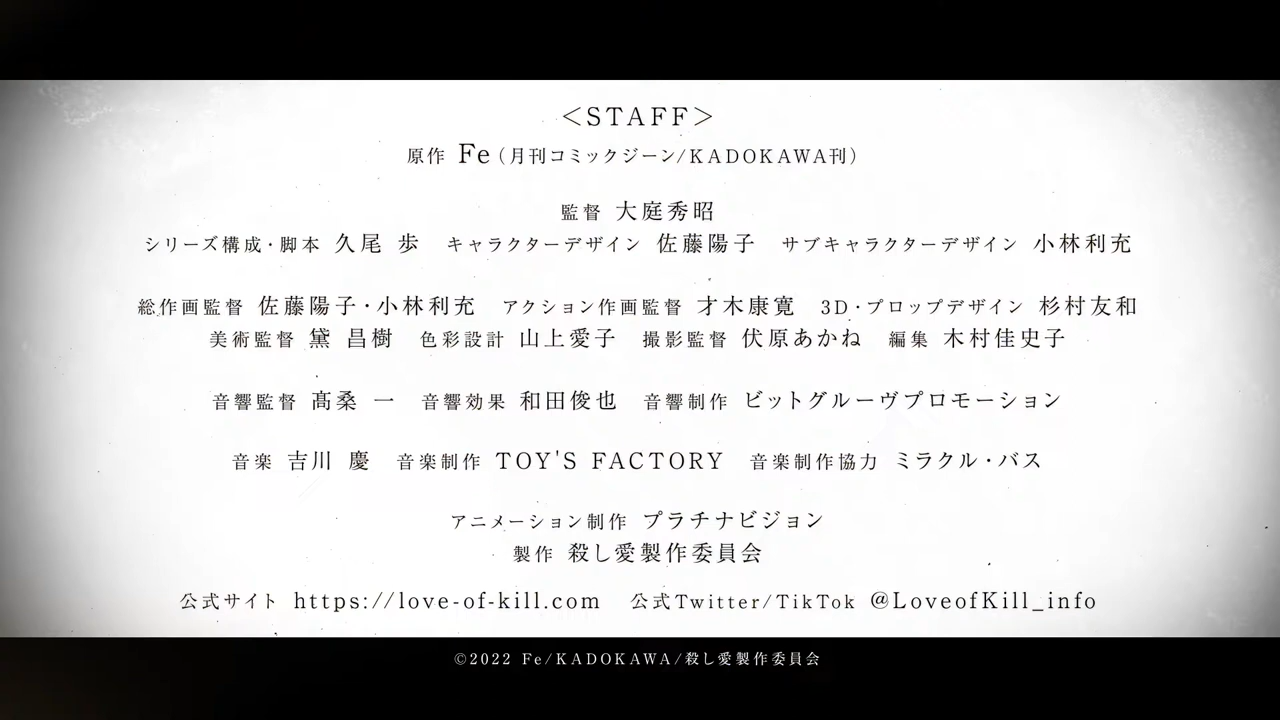 <STAFF>
原作 Fe（月刊コミックジーン/KADOKAWA刊）
監督 大庭秀昭
シリーズ構成・脚本 久尾 歩 キャラクターデザイン 佐藤陽子 サブキャラクターデザイン 小林利充
総作画監督 佐藤陽子・小林利充 アクション作画監督 才木康寛 3D・プロップデザイン 杉村友和
美術監督 黛 昌樹 色彩設計 山上愛子 撮影監督 伏原あかね 編集 木村佳史子
音響監督 髙桑 一 音響効果 和田俊也 音響制作 ビットグルーヴプロモーション
音楽 吉川 慶 音楽制作 TOY'S FACTORY 音楽制作協力 ミラクル・バス
アニメーション制作 プラチナビジョン
製作 殺し愛製作委員会
公式サイト https://love-of-kill.com 公式Twitter/TikTok @LoveofKill_info
©2022 Fe/KADOKAWA/殺し愛製作委員会